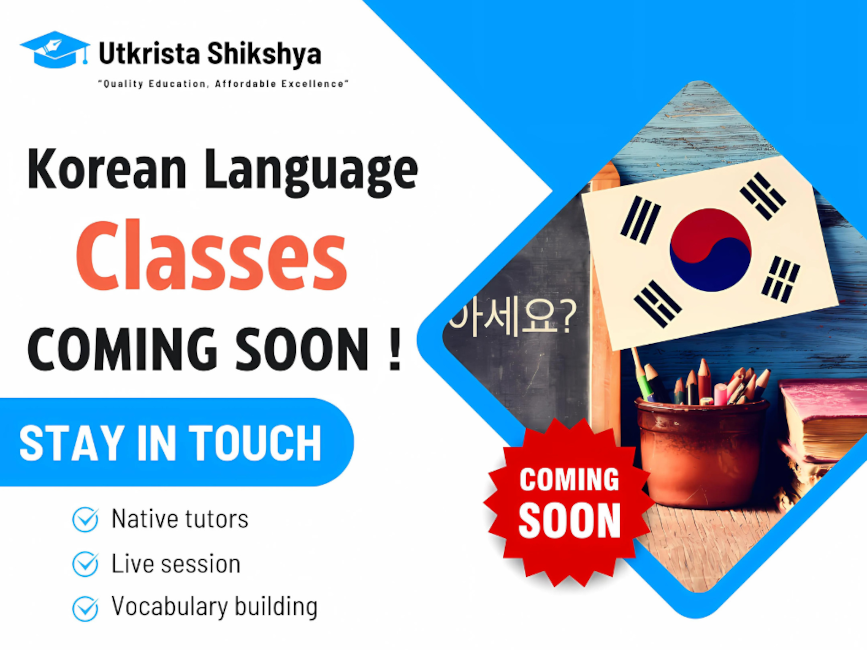 Utkrista Shikshya
"Quality Education, Affordable Excellence"
Korean Language
Classes
COMING SOON !
STAY IN TOUCH
Native tutors
Live session
Vocabulary building
아세요?
COMING
SOON